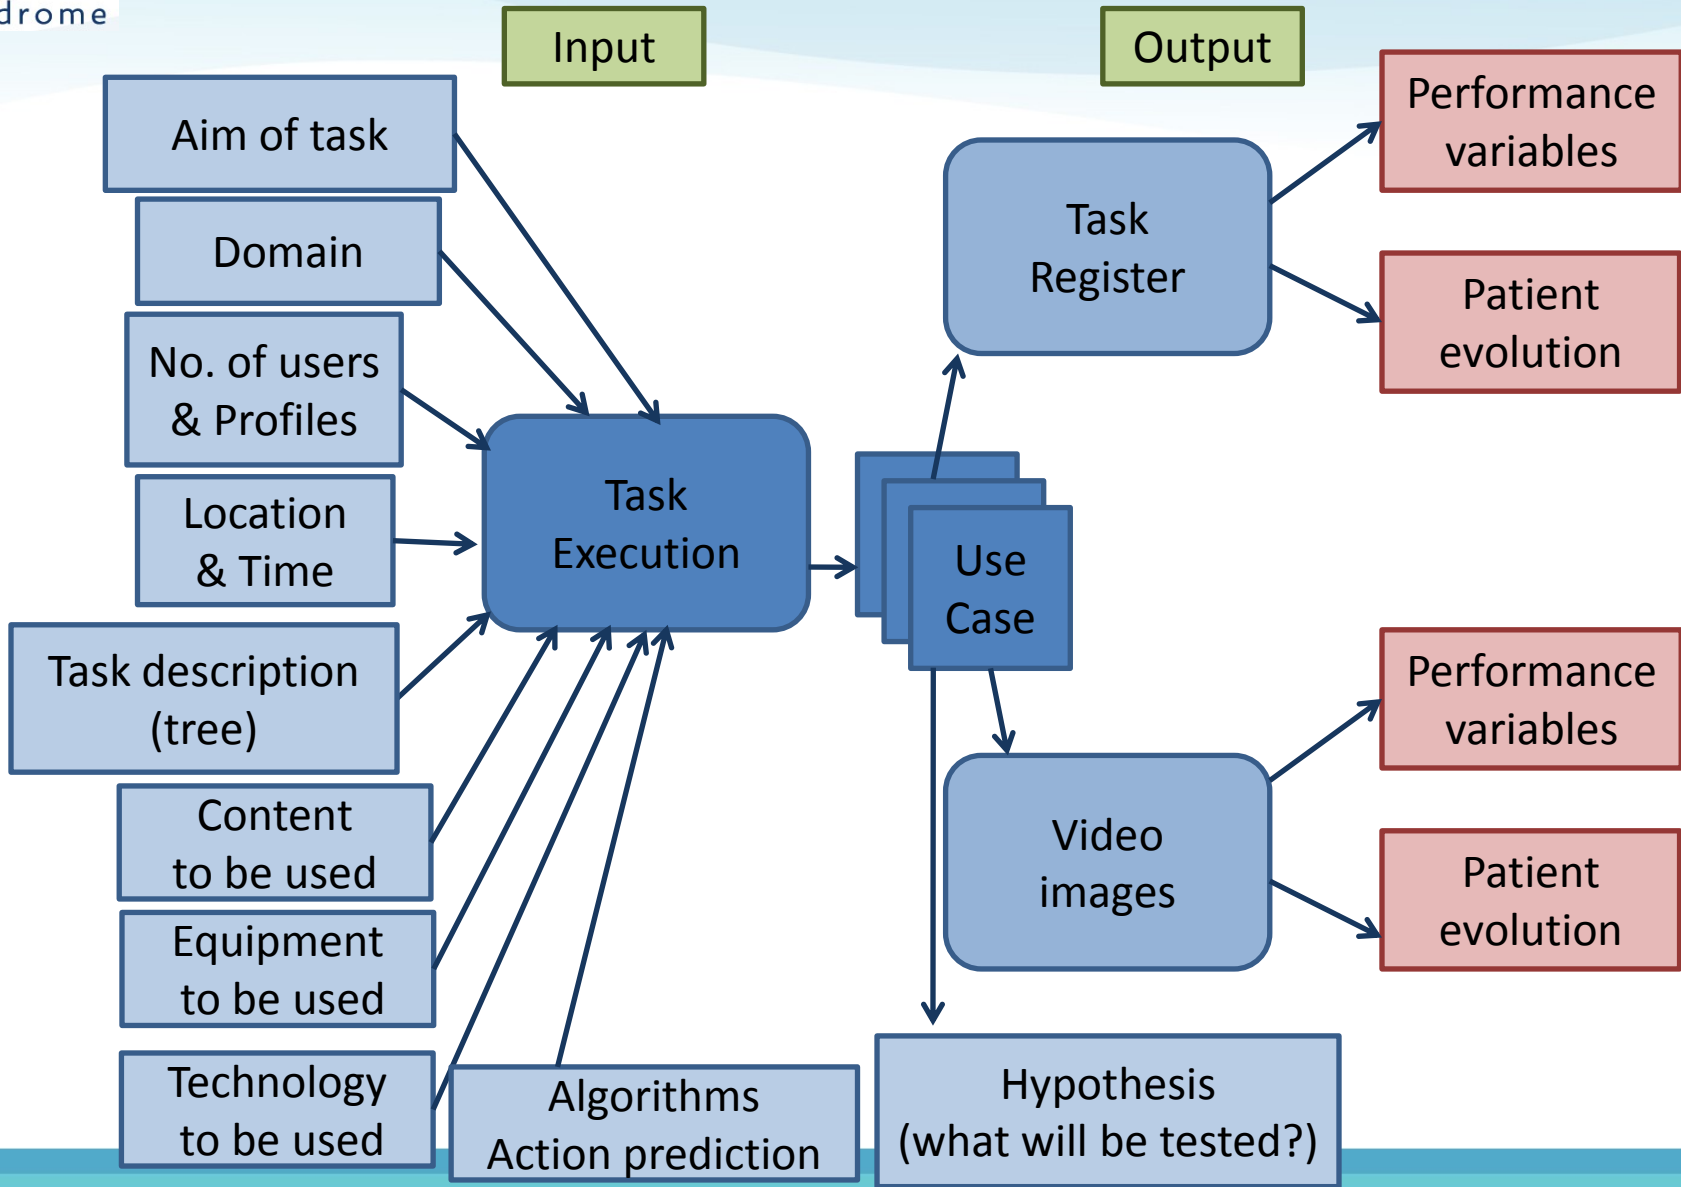 drome
Input
Output
Aim of task
Domain
No. of users
& Profiles
Location
& Time
Task description
(tree)
Content
to be used
Equipment
to be used
Technology
to be used
Algorithms
Action prediction
Task
Execution
Use
Case
Task
Register
Video
images
Hypothesis
(what will be tested?)
Performance
variables
Patient
evolution
Performance
variables
Patient
evolution